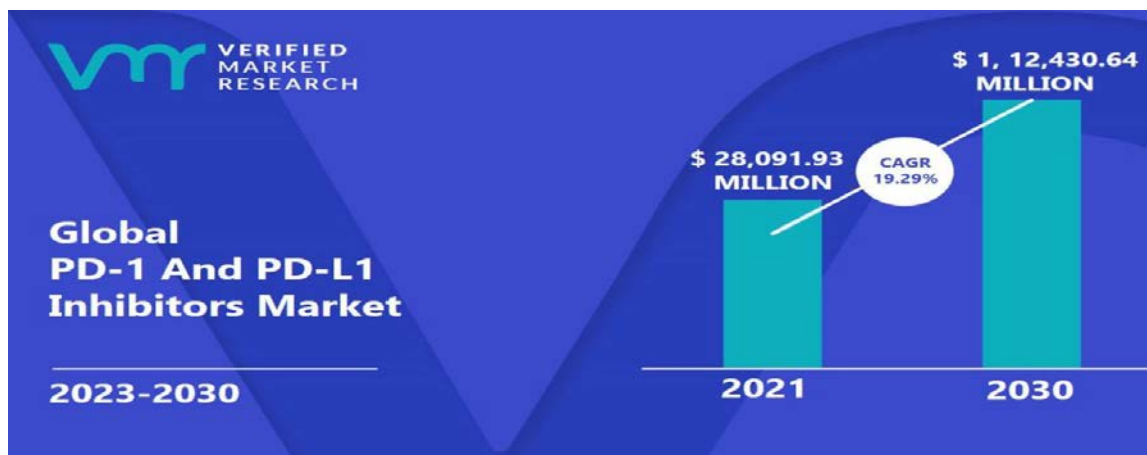 VMR
VERIFIED
MARKET
RESEARCH
Global
PD-1 And PD-L1
Inhibitors Market
2023-2030
$ 28,091.93
MILLION
CAGR
19.29%
$ 1, 12,430.64
MILLION
2021
2030